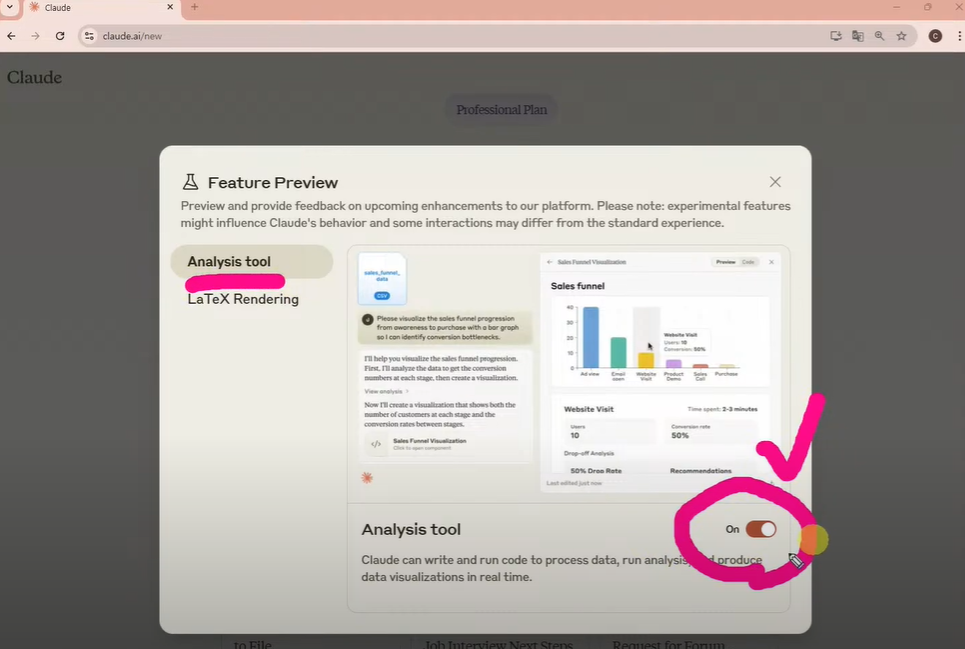 Claude
claude.ai/new
C
Claude
Professional Plan
Feature Preview
Preview and provide feedback on upcoming enhancements to our platform. Please note: experimental features
might influence Claude's behavior and some interactions may differ from the standard experience.
Analysis tool
LaTeX Rendering
sales_funnel_
data
CSV
Please visualize the sales funnel progression
from awareness to purchase with a bar graph
so I can identify conversion bottlenecks.
I'll help you visualize the sales funnel progression.
First, I'll analyze the data to get the conversion
numbers at each stage, then create a visualization.
View analysis
Now I'll create a visualization that shows both the
number of customers at each stage and the
conversion rates between stages.
Sales Funnel Visualization
Click to open component
Sales Funnel Visualization
Preview Code
Sales funnel
40
30
20
10
0
Ad view
Email
open
Website
Visit
Product
Demo
Sales
Call
Purchase
Website Visit
Users: 10
Conversion: 50%
Website Visit
Time spent: 2-3 minutes
Users
10
Conversion rate
50%
Drop-off Analysis
50% Drop Rate
Recommendations
Last edited just now
Analysis tool
On
Claude can write and run code to process data, run analysis, produce
data visualizations in real time.
to File
Job Interview Next Steps
Request for Forum